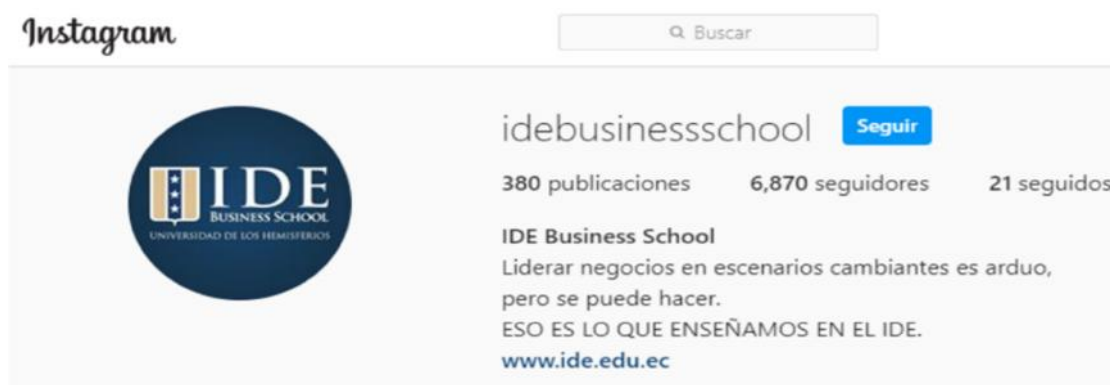 Instagram
Buscar
IDE
BUSINESS SCHOOL
UNIVERSIDAD DE LOS HEMISFERIOS
idebusinessschool Seguir
380 publicaciones 6,870 seguidores 21 seguidos
IDE Business School
Liderar negocios en escenarios cambiantes es arduo,
pero se puede hacer.
ESO ES LO QUE ENSEÑAMOS EN EL IDE.
www.ide.edu.ec